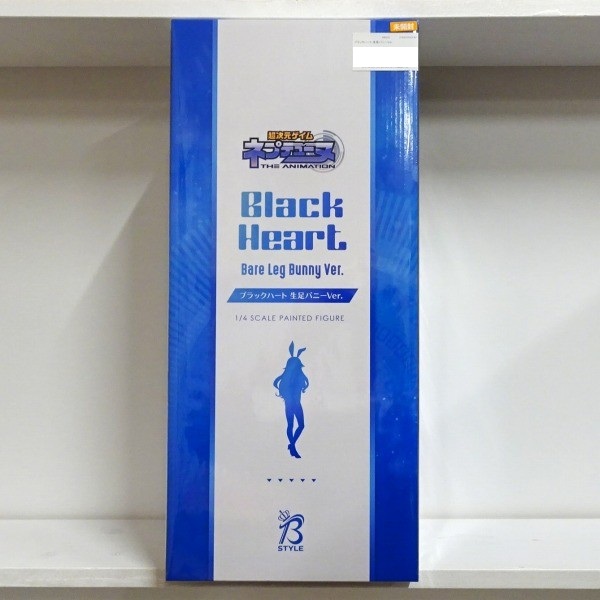 未開封
超次元ゲイム
ネプテューヌ
THE ANIMATION
Black
Heart
Bare Leg Bunny Ver.
ブラックハート 生足バニーVer.
1/4 SCALE PAINTED FIGURE
B
STYLE